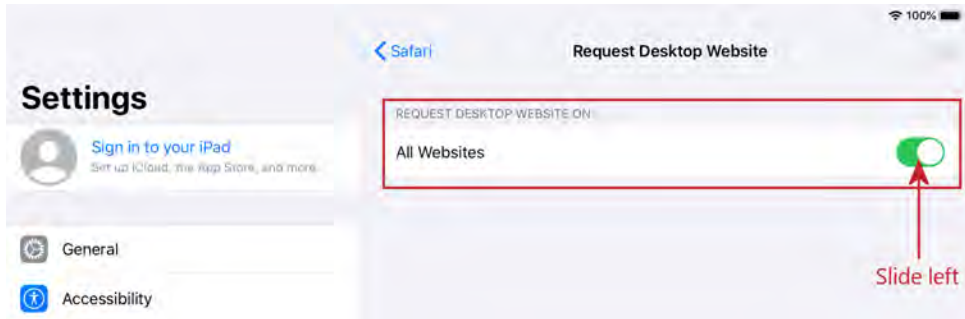 100%
Safari
Request Desktop Website
Settings
REQUEST DESKTOP WEBSITE ON:
Sign in to your iPad
Set up iCloud, the App Store, and more.
All Websites
General
Slide left
Accessibility